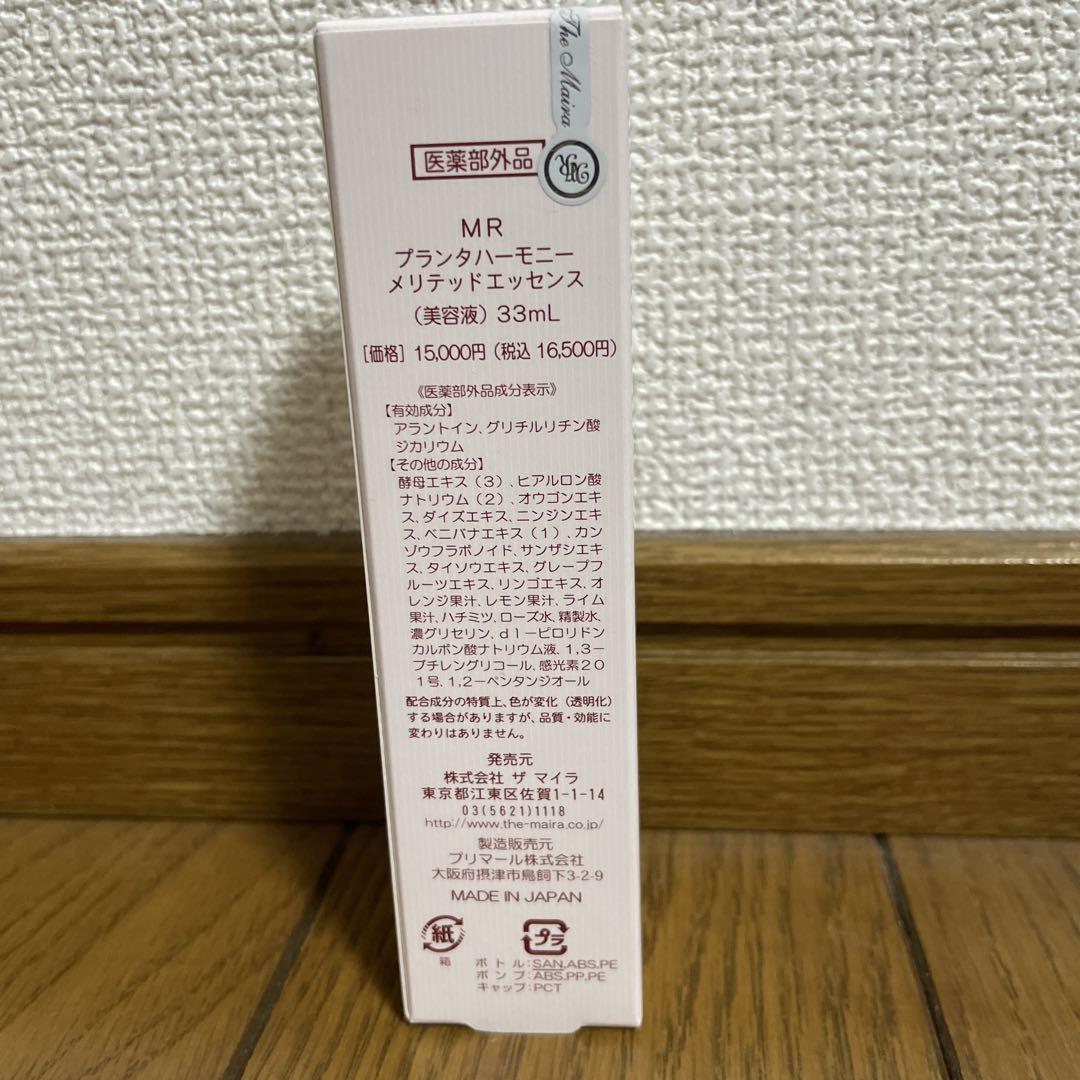 The Maira
医薬部外品
MR
MR
プランタハーモニー
メリテッドエッセンス
（美容液）33mL
［価格］15,000円（税込 16,500円）
《医薬部外品成分表示》
【有効成分】
アラントイン、グリチルリチン酸
ジカリウム
【その他の成分】
酵母エキス（3）、ヒアルロン酸
ナトリウム（2）、オウゴンエキ
ス、ダイズエキス、ニンジンエキ
ス、ベニバナエキス（1）、カン
ゾウフラボノイド、サンザシエキ
ス、タイソウエキス、グレープフ
ルーツエキス、リンゴエキス、オ
レンジ果汁、レモン果汁、ライム
果汁、ハチミツ、ローズ水、精製水、
濃グリセリン、dl－ピロリドン
カルボン酸ナトリウム液、1,3－
ブチレングリコール、感光素20
1号、1,2－ペンタンジオール
配合成分の特質上、色が変化（透明化）
する場合がありますが、品質・効能に
変わりはありません。
発売元
株式会社 ザ マイラ
東京都江東区佐賀1-1-14
03(5621)1118
http://www.the-maira.co.jp/
製造販売元
プリマール株式会社
大阪府摂津市鳥飼下3-2-9
MADE IN JAPAN
紙 プラ
箱
ボトル:SAN,ABS,PE
ポンプ:ABS,PP,PE
キャップ:PCT